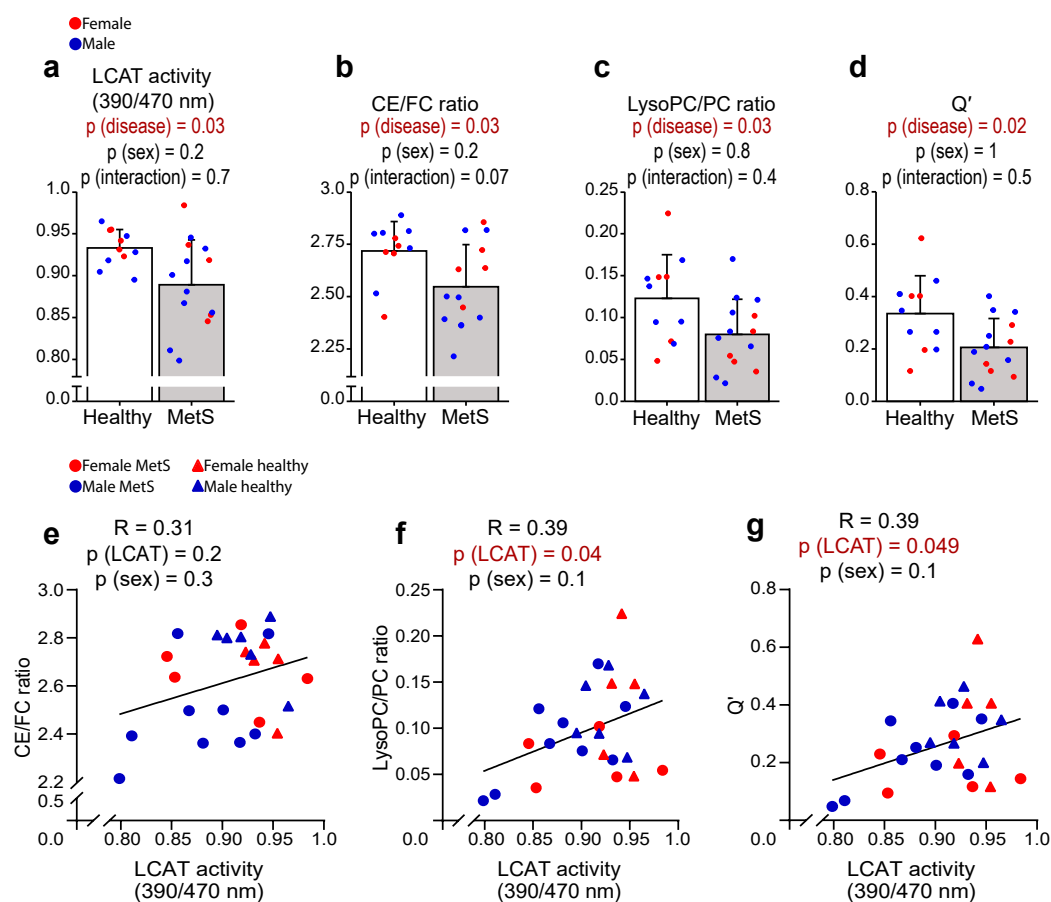 Female
Male
a
LCAT activity
(390/470 nm)
p (disease) = 0.03
p (sex) = 0.2
p (interaction) = 0.7
1.0
0.95
0.90
0.85
0.80
0.0
Healthy
MetS
b
CE/FC ratio
p (disease) = 0.03
p (sex) = 0.2
p (interaction) = 0.07
3.0
2.75
2.50
2.25
0.0
Healthy
MetS
c
LysoPC/PC ratio
p (disease) = 0.03
p (sex) = 0.8
p (interaction) = 0.4
0.25
0.20
0.15
0.10
0.05
0.0
Healthy
MetS
d
Q′
p (disease) = 0.02
p (sex) = 1
p (interaction) = 0.5
0.8
0.6
0.4
0.2
0.0
Healthy
MetS
Female MetS
Female healthy
Male MetS
Male healthy
e
R = 0.31
p (LCAT) = 0.2
p (sex) = 0.3
CE/FC ratio
3.0
2.8
2.6
2.4
2.2
0.5
0.0
0.80
0.85
0.90
0.95
1.0
LCAT activity
(390/470 nm)
f
R = 0.39
p (LCAT) = 0.04
p (sex) = 0.1
LysoPC/PC ratio
0.25
0.20
0.15
0.10
0.05
0.0
0.80
0.85
0.90
0.95
1.0
LCAT activity
(390/470 nm)
g
R = 0.39
p (LCAT) = 0.049
p (sex) = 0.1
Q′
0.8
0.6
0.4
0.2
0.0
0.80
0.85
0.90
0.95
1.0
LCAT activity
(390/470 nm)